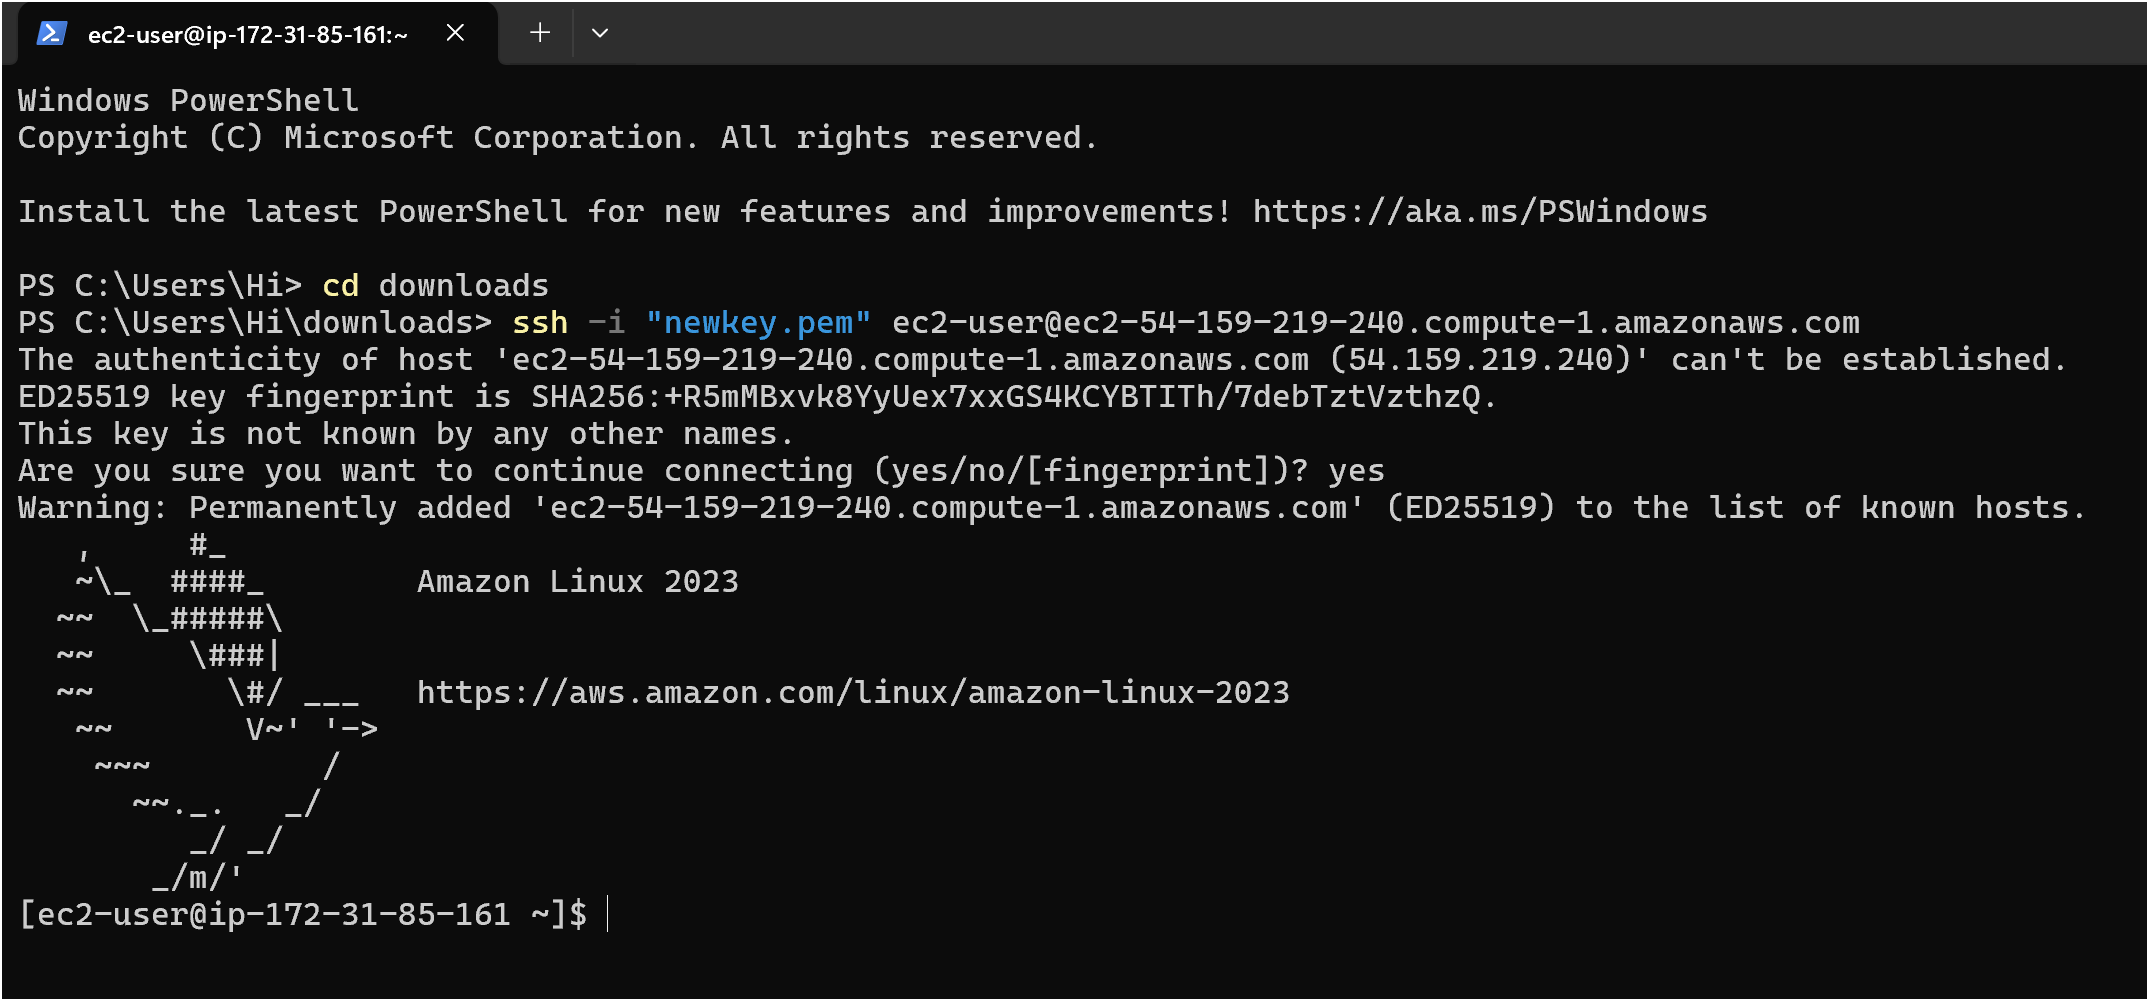 ec2-user@ip-172-31-85-161:~
Windows PowerShell
Copyright (C) Microsoft Corporation. All rights reserved.
Install the latest PowerShell for new features and improvements! https://aka.ms/PSWindows
PS C:\Users\Hi> cd downloads
PS C:\Users\Hi\downloads> ssh -i "newkey.pem" ec2-user@ec2-54-159-219-240.compute-1.amazonaws.com
The authenticity of host 'ec2-54-159-219-240.compute-1.amazonaws.com (54.159.219.240)' can't be established.
ED25519 key fingerprint is SHA256:+R5mMBxvk8YyUex7xxGS4KCYBTITh/7debTztVzthzQ.
This key is not known by any other names.
Are you sure you want to continue connecting (yes/no/[fingerprint])? yes
Warning: Permanently added 'ec2-54-159-219-240.compute-1.amazonaws.com' (ED25519) to the list of known hosts.
   ,     #_
   ~\_  ####_        Amazon Linux 2023
  ~~  \_#####\
  ~~     \###|
  ~~       \#/ ___   https://aws.amazon.com/linux/amazon-linux-2023
   ~~       V~' '->
    ~~~         /
      ~~._.   _/
         _/ _/
       _/m/'
[ec2-user@ip-172-31-85-161 ~]$